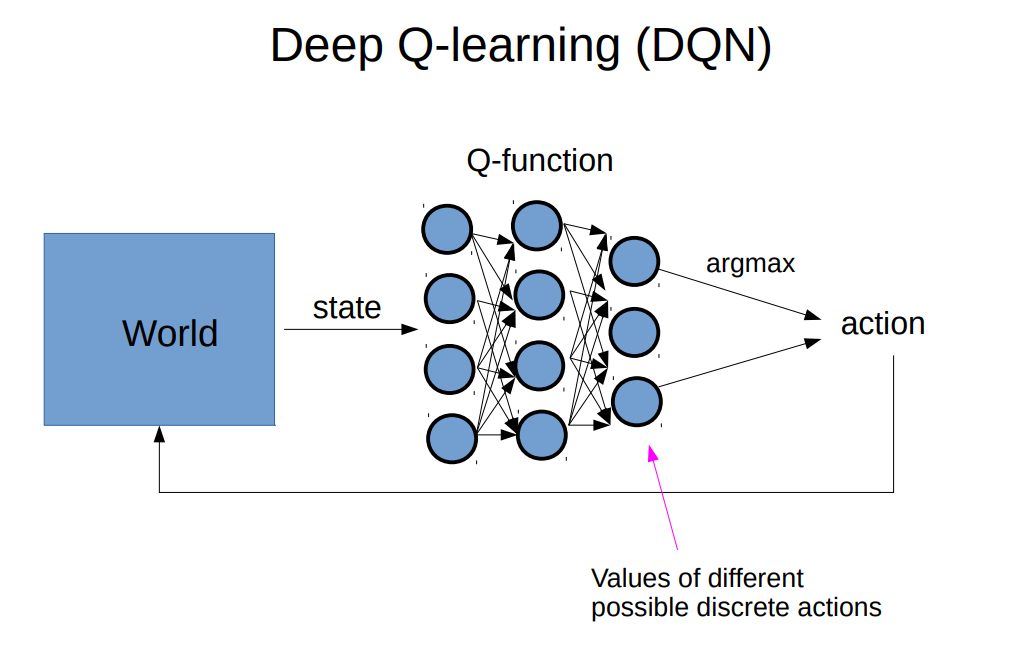 Deep Q-learning (DQN)
Q-function
argmax
state
action
World
Values of different
possible discrete actions